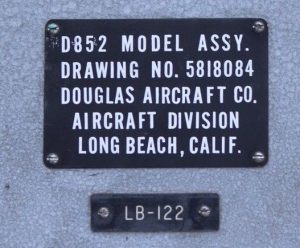 D852 MODEL ASSY.
DRAWING NO. 5818084
DOUGLAS AIRCRAFT CO.
AIRCRAFT DIVISION
LONG BEACH, CALIF.
LB-122